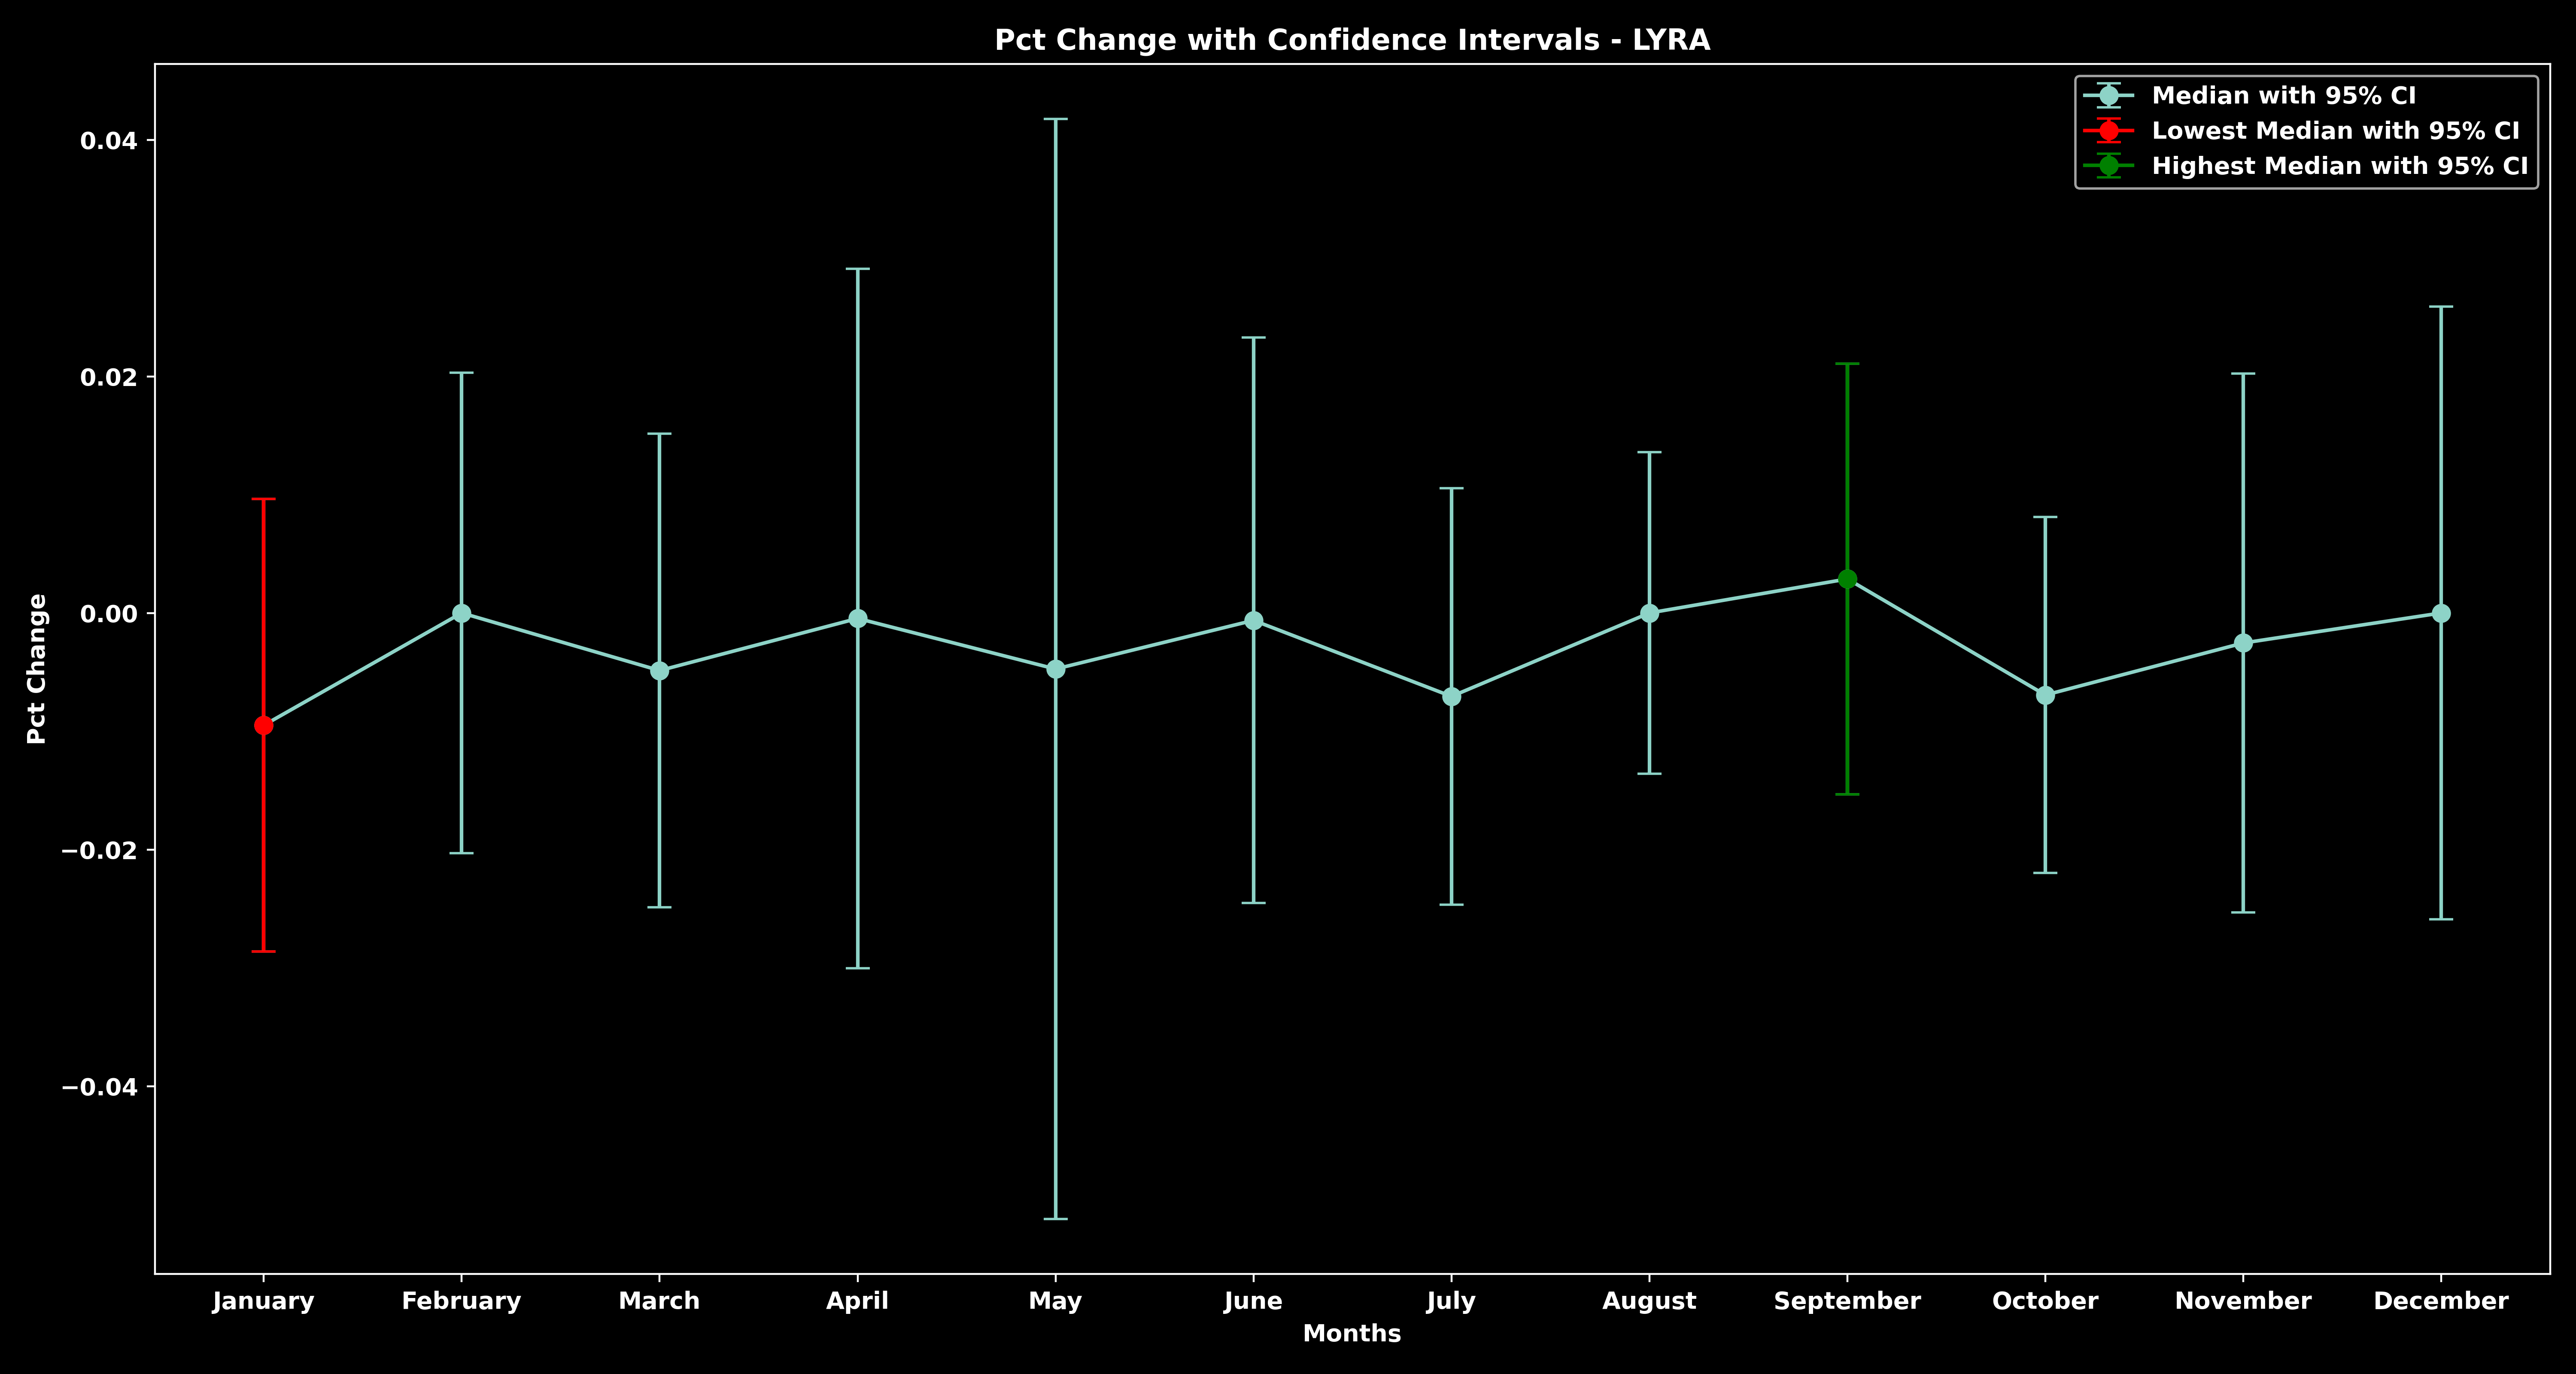 Pct Change with Confidence Intervals - LYRA
Median with 95% CI
Lowest Median with 95% CI
Highest Median with 95% CI
Pct Change
0.04
0.02
0.00
−0.02
−0.04
January February March April May June July August September October November December
Months